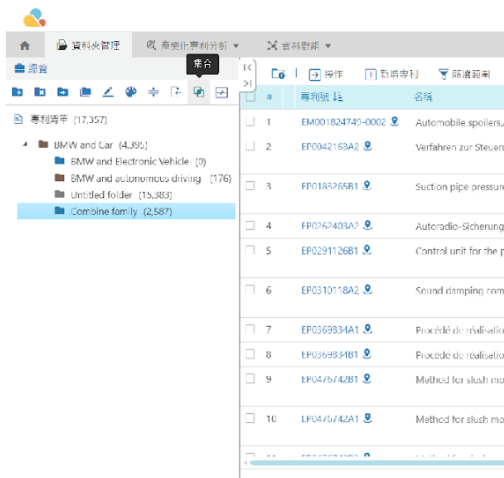 資料夾管理
產業化專利分析
資料群組
總管
集合
操作
新增專利
篩選範圍
專利清單 (17,357)
BMW and Car (4,395)
BMW and Electronic Vehicle (0)
BMW and autonomous driving (176)
Untitled folder (15,383)
Combine family (2,587)
# 專利號 名稱
1 EM001824749-0002 Automobile spoilers,
2 EP0042163A2 Verfahren zur Steuer
3 EP0183265B1 Suction pipe pressure
4 EP0262403A2 Autoradio-Sicherung
5 EP0291126B1 Control unit for the p
6 EP0310118A2 Sound damping com
7 EP0369834A1 Procédé de réalisatio
8 EP0369834B1 Procédé de réalisatio
9 EP0476742B1 Method for slush mo
10 EP0476742A1 Method for slush mo